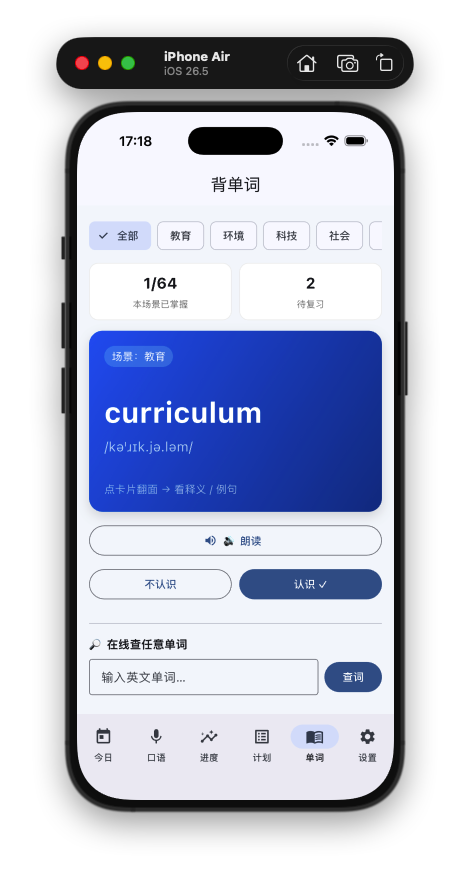 iPhone Air
iOS 26.5
17:18
背单词
全部 教育 环境 科技 社会
1/64
本场景已掌握
2
待复习
场景：教育
curriculum
/kəˈɹɪk.jə.ləm/
点卡片翻面 → 看释义 / 例句
朗读
不认识
认识 ✓
在线查任意单词
输入英文单词...
查词
今日 口语 进度 计划 单词 设置